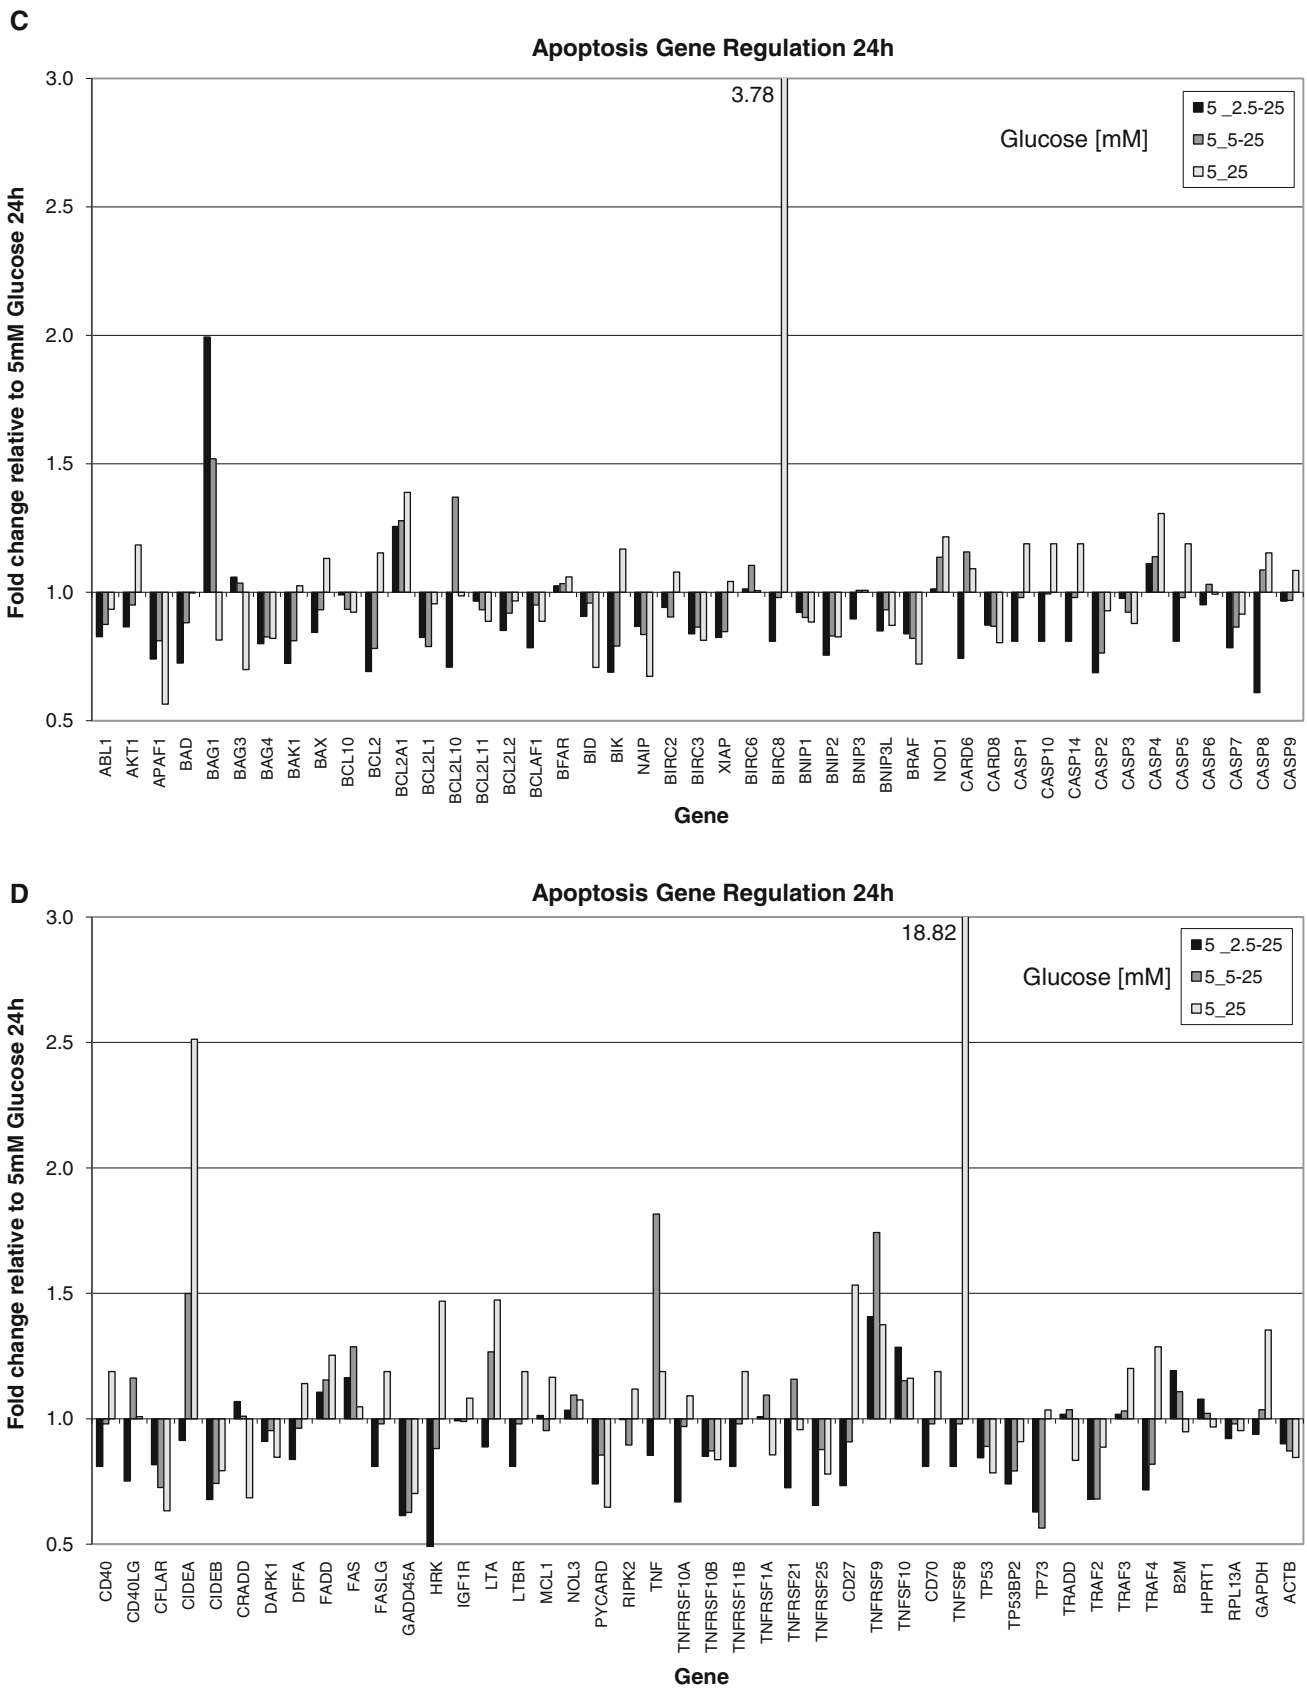 C
Apoptosis Gene Regulation 24h
Fold change relative to 5mM Glucose 24h
3.0
2.5
2.0
1.5
1.0
0.5
3.78
Glucose [mM]
5 _2.5-25
5_5-25
5_25
ABL1
AKT1
APAF1
BAD
BAG1
BAG3
BAG4
BAK1
BAX
BCL10
BCL2
BCL2A1
BCL2L1
BCL2L10
BCL2L11
BCL2L2
BCLAF1
BFAR
BID
BIK
NAIP
BIRC2
BIRC3
XIAP
BIRC6
BIRC8
BNIP1
BNIP2
BNIP3
BNIP3L
BRAF
NOD1
CARD6
CARD8
CASP1
CASP10
CASP14
CASP2
CASP3
CASP4
CASP5
CASP6
CASP7
CASP8
CASP9
Gene
D
Apoptosis Gene Regulation 24h
Fold change relative to 5mM Glucose 24h
3.0
2.5
2.0
1.5
1.0
0.5
18.82
Glucose [mM]
5 _2.5-25
5_5-25
5_25
CD40
CD40LG
CFLAR
CIDEA
CIDEB
CRADD
DAPK1
DFFA
FADD
FAS
FASLG
GADD45A
HRK
IGF1R
LTA
LTBR
MCL1
NOL3
PYCARD
RIPK2
TNF
TNFRSF10A
TNFRSF10B
TNFRSF11B
TNFRSF1A
TNFRSF21
TNFRSF25
CD27
TNFRSF9
TNFSF10
CD70
TNFSF8
TP53
TP53BP2
TP73
TRADD
TRAF2
TRAF3
TRAF4
B2M
HPRT1
RPL13A
GAPDH
ACTB
Gene